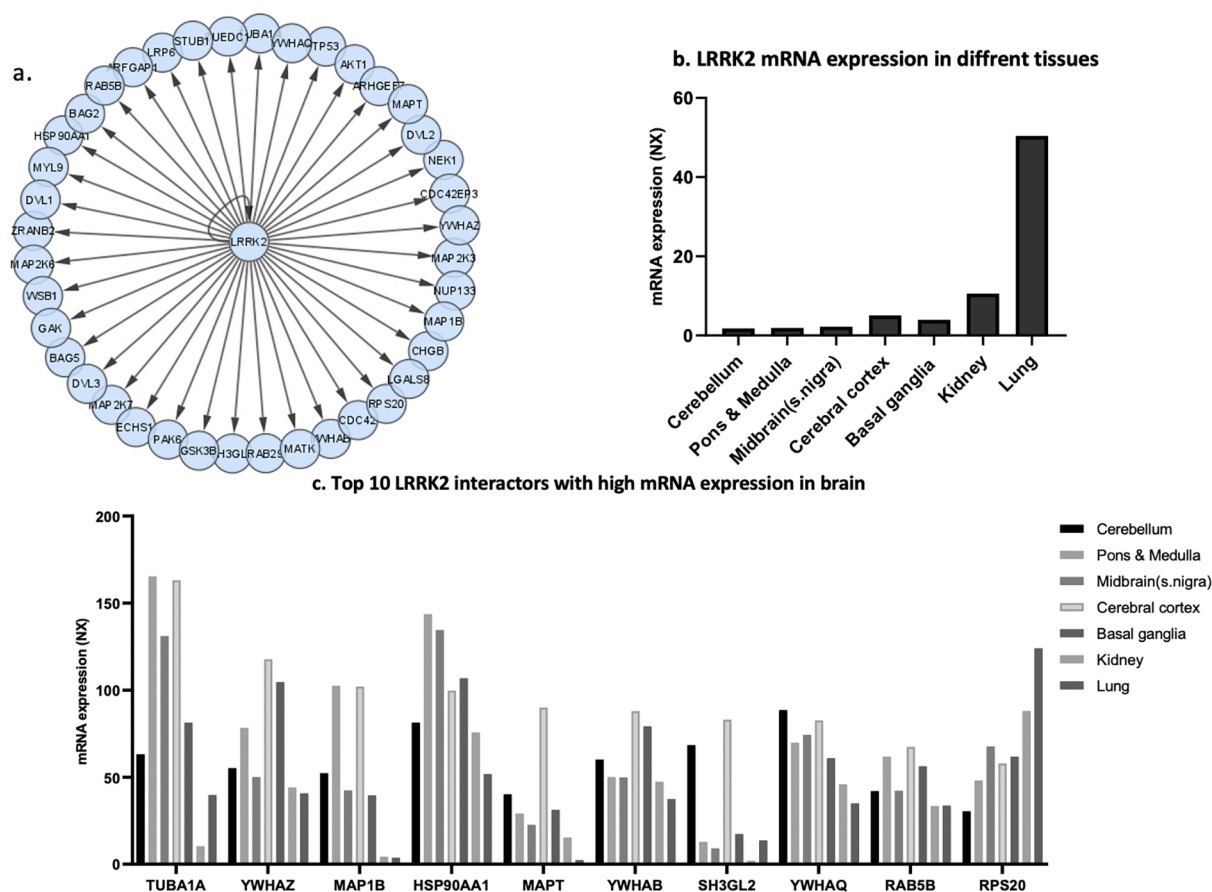 a.
UBA1
UEDC
YWHAQ
STUB1
TP53
LRP6
AKT1
ARFGAP1
ARHGEF7
RAB5B
MAPT
BAG2
DVL2
HSP90AA1
NEK1
MYL9
CDC42EP3
DVL1
YWHAZ
ZRANB2
LRRK2
MAP2K3
MAP2K6
NUP133
WSB1
MAP1B
GAK
CHGB
BAG5
LGALS8
DVL3
RPS20
MAP2K7
CDC42
ECHS1
YWHAB
PAK6
MATK
GSK3B
H3GL
RAB29
b. LRRK2 mRNA expression in diffrent tissues
mRNA expression (NX)
60
40
20
0
Cerebellum
Pons & Medulla
Midbrain(s.nigra)
Cerebral cortex
Basal ganglia
Kidney
Lung
c. Top 10 LRRK2 interactors with high mRNA expression in brain
mRNA expression (NX)
200
150
100
50
0
TUBA1A YWHAZ MAP1B HSP90AA1 MAPT YWHAB SH3GL2 YWHAQ RAB5B RPS20
Cerebellum
Pons & Medulla
Midbrain(s.nigra)
Cerebral cortex
Basal ganglia
Kidney
Lung